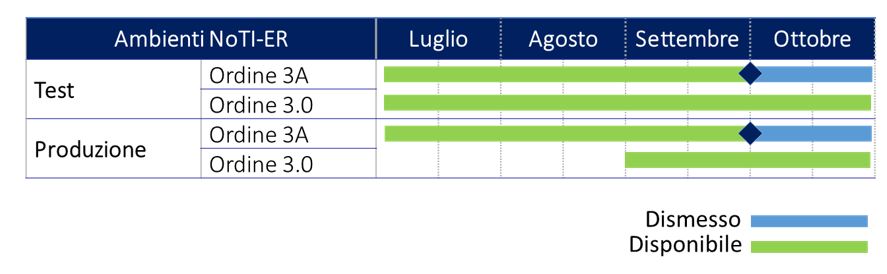 Ambienti NoTI-ER Luglio Agosto Settembre Ottobre
Test Ordine 3A
Ordine 3.0
Produzione Ordine 3A
Ordine 3.0
Dismesso
Disponibile